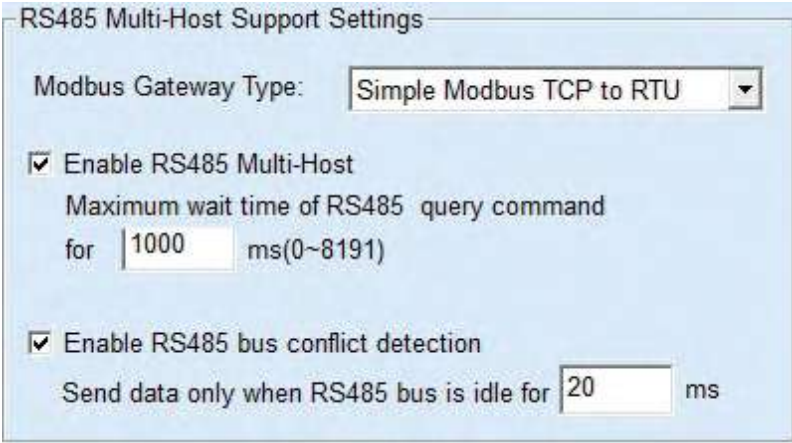 RS485 Multi-Host Support Settings
Modbus Gateway Type: Simple Modbus TCP to RTU
Enable RS485 Multi-Host
Maximum wait time of RS485 query command
for 1000 ms(0~8191)
Enable RS485 bus conflict detection
Send data only when RS485 bus is idle for 20 ms